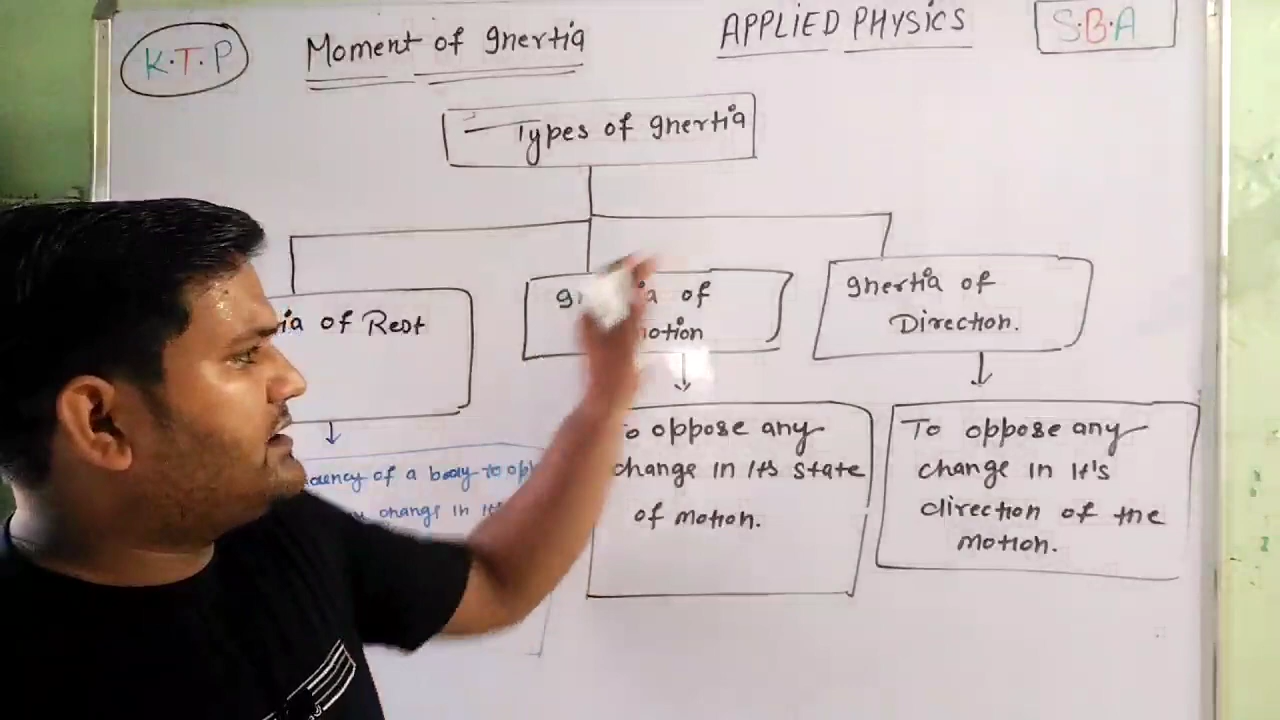 K.T.P
Moment of Inertia
APPLIED PHYSICS
S.B.A
Types of Inertia
of Rest
of
Inertia of
Direction.
of a body to
change in
To oppose any
change in its state
of motion.
To oppose any
change in it's
direction of the
motion.